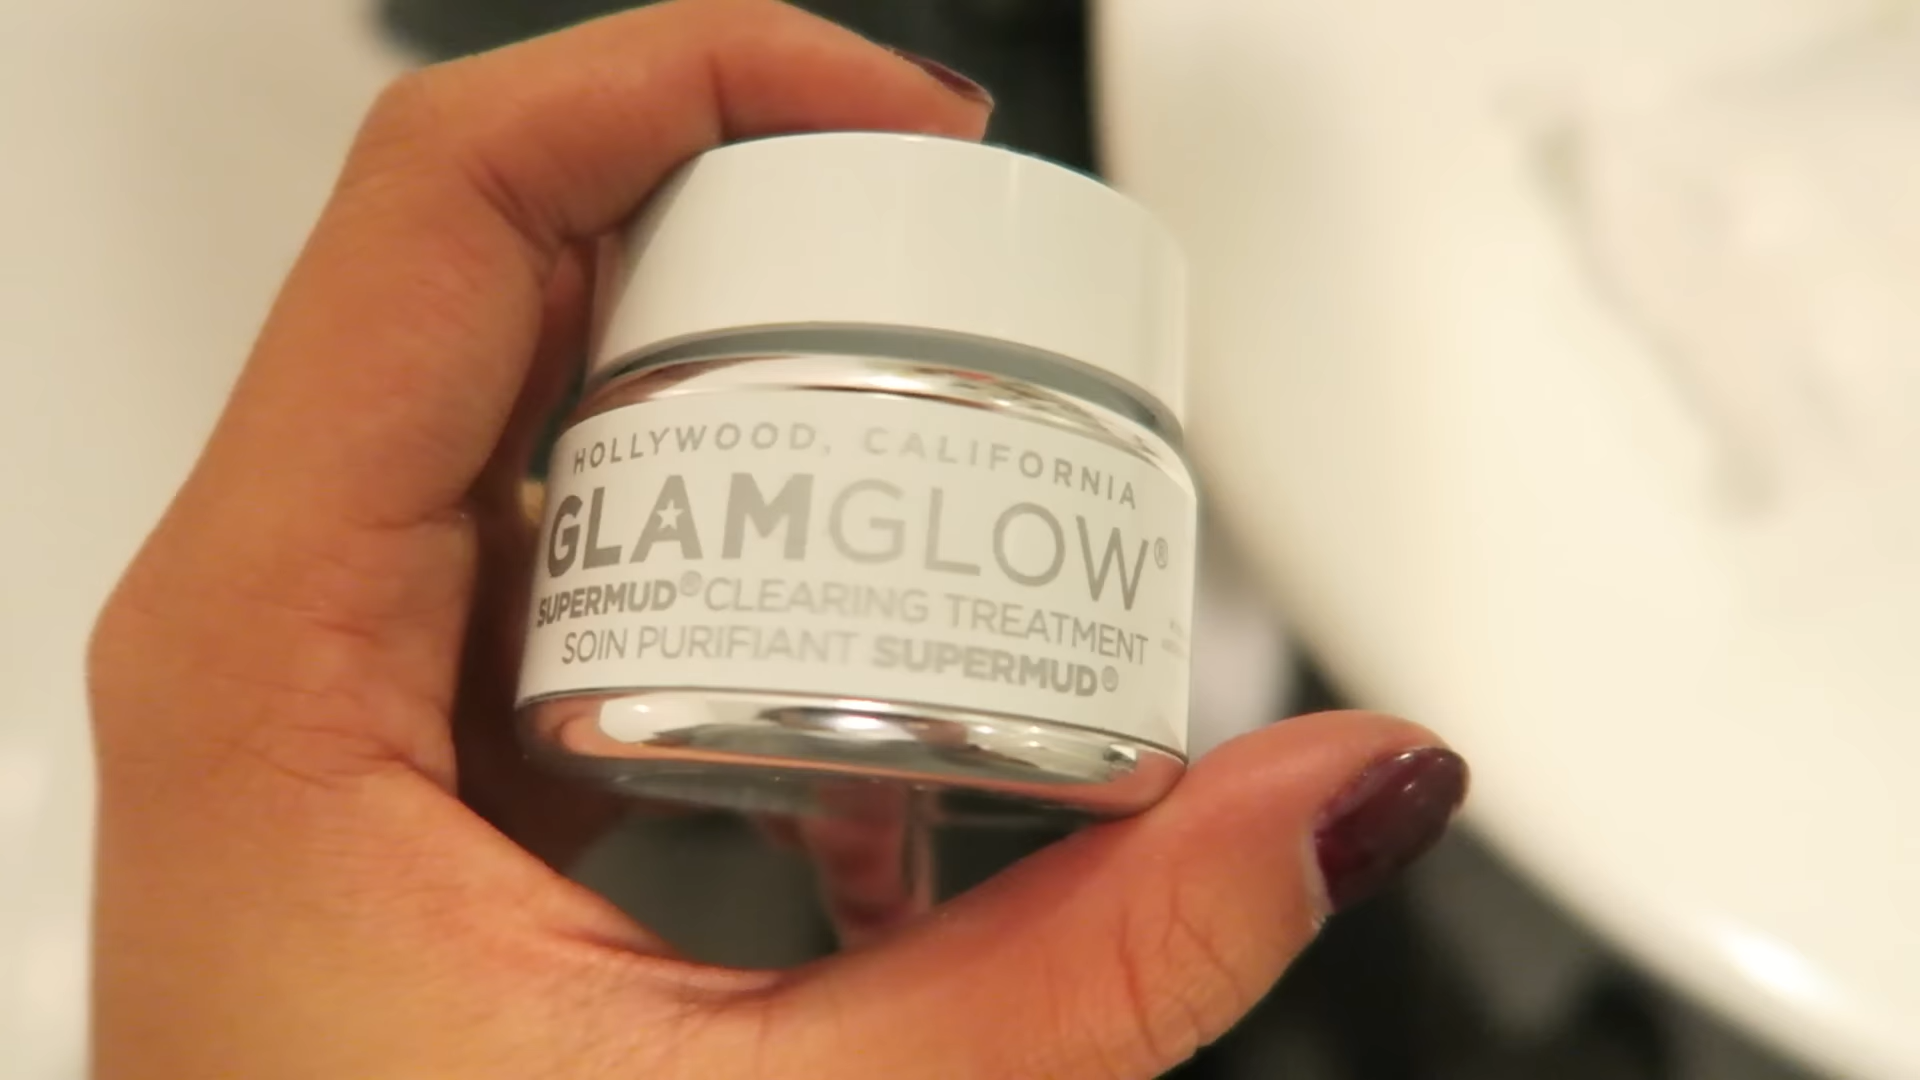 HOLLYWOOD, CALIFORNIA
GLAMGLOW®
SUPERMUD® CLEARING TREATMENT
SOIN PURIFIANT SUPERMUD®